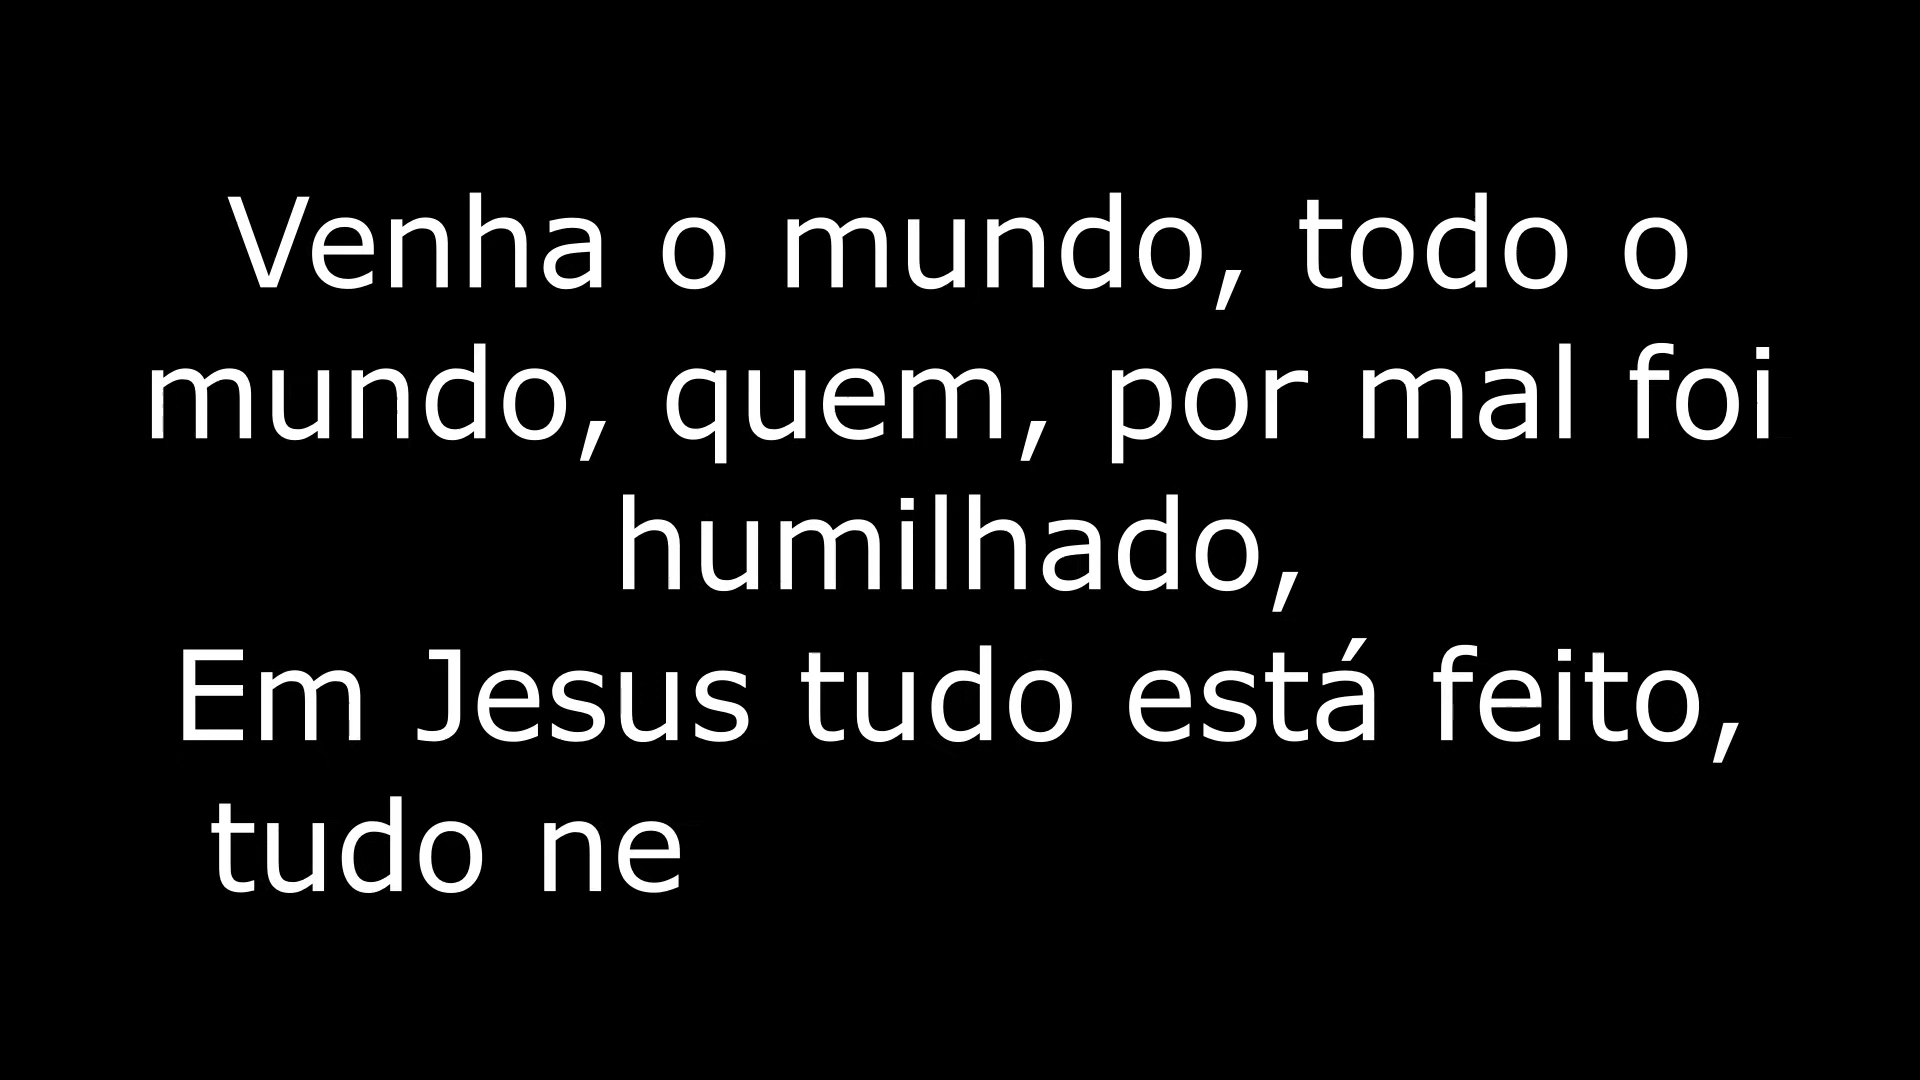 Venha o mundo, todo o
mundo, quem, por mal foi
humilhado,
Em Jesus tudo está feito,
tudo ne